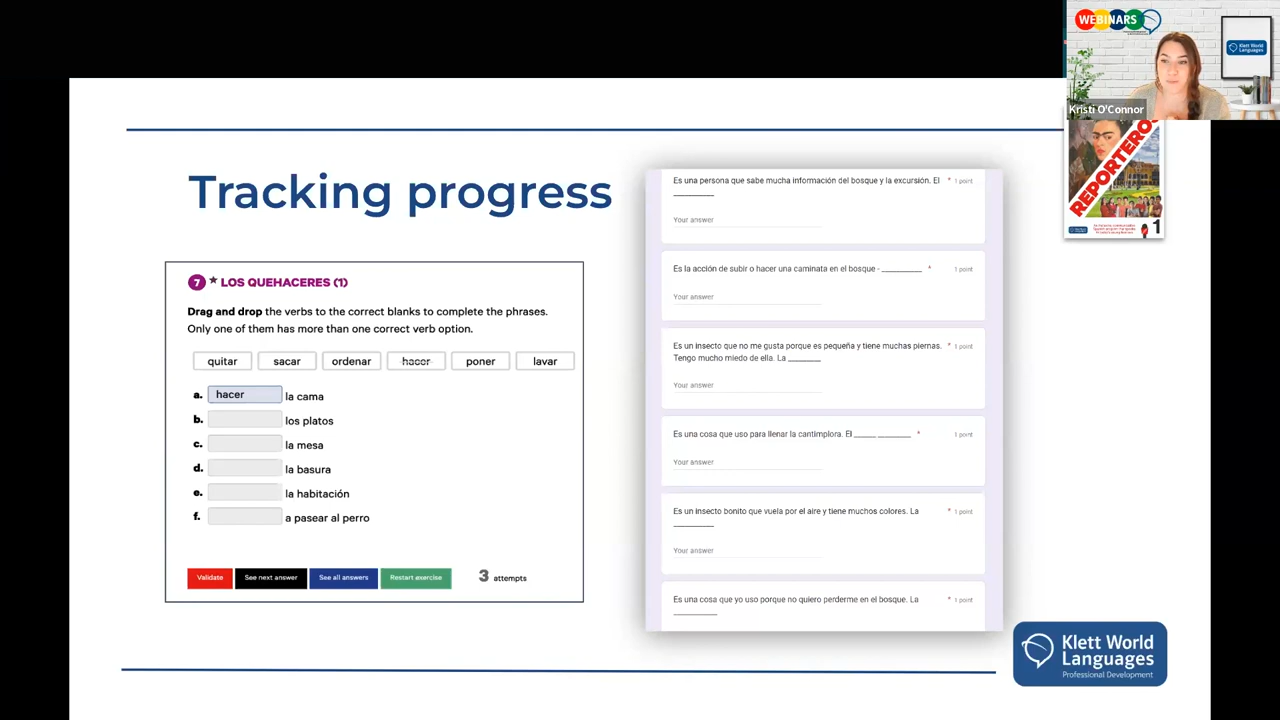 WEBINARS
Klett World
Languages
Kristi O'Connor
REPORTEROS
1
Tracking progress
7 * LOS QUEHACERES (1)
Drag and drop the verbs to the correct blanks to complete the phrases.
Only one of them has more than one correct verb option.
quitar sacar ordenar hacer poner lavar
a. hacer la cama
b. los platos
c. la mesa
d. la basura
e. la habitación
f. a pasear al perro
Validate See next answer See all answers Restart exercise 3 attempts
Es una persona que sabe mucha información del bosque y la excursión. El * 1 point
________
Your answer
Es la acción de subir o hacer una caminata en el bosque - ________ * 1 point
Your answer
Es un insecto que no me gusta porque es pequeña y tiene muchas piernas. * 1 point
Tengo mucho miedo de ella. La _______
Your answer
Es una cosa que uso para llenar la cantimplora. El _____ ________ * 1 point
Your answer
Es un insecto bonito que vuela por el aire y tiene muchos colores. La * 1 point
________
Your answer
Es una cosa que yo uso porque no quiero perderme en el bosque. La * 1 point
_________
Klett World
Languages
Professional Development